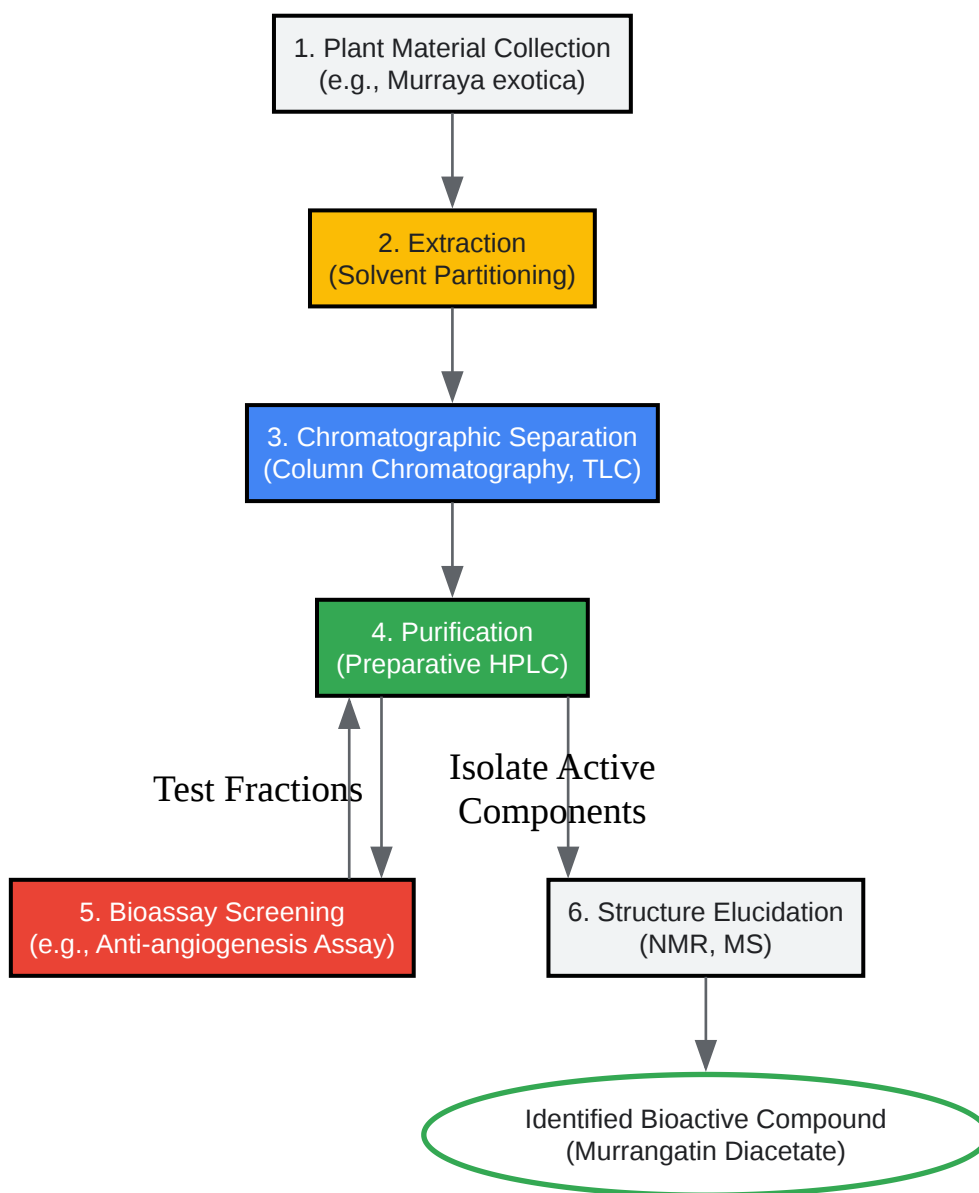 1. Plant Material Collection
(e.g., Murraya exotica)
2. Extraction
(Solvent Partitioning)
3. Chromatographic Separation
(Column Chromatography, TLC)
4. Purification
(Preparative HPLC)
Test Fractions
Isolate Active
Components
5. Bioassay Screening
(e.g., Anti-angiogenesis Assay)
6. Structure Elucidation
(NMR, MS)
Identified Bioactive Compound
(Murrangatin Diacetate)